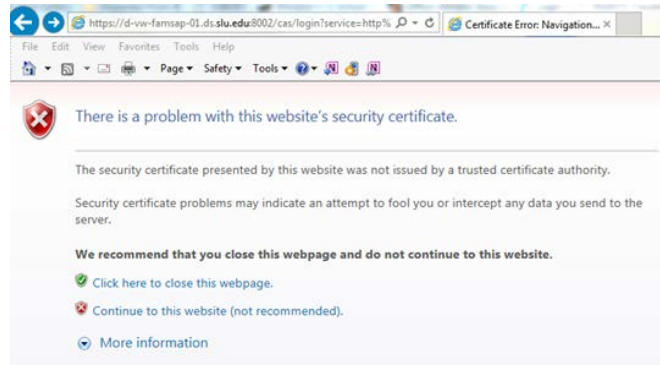 https://d-vw-famsap-01.ds.slu.edu:8002/cas/login?service=http%
Certificate Error: Navigation...
File Edit View Favorites Tools Help
Page Safety Tools
There is a problem with this website's security certificate.
The security certificate presented by this website was not issued by a trusted certificate authority.
Security certificate problems may indicate an attempt to fool you or intercept any data you send to the
server.
We recommend that you close this webpage and do not continue to this website.
Click here to close this webpage.
Continue to this website (not recommended).
More information